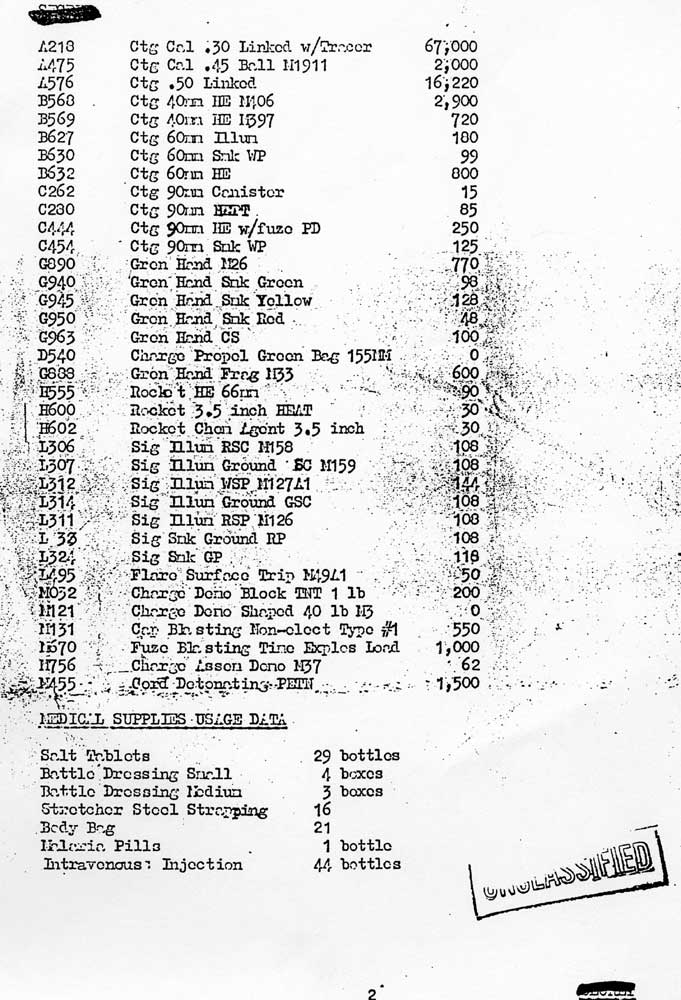 A218 Ctg Cal .30 Linked w/Tracer 67,000
A475 Ctg Cal .45 Ball M1911 2,000
A576 Ctg .50 Linked 16,220
B568 Ctg 40mm HE M406 2,900
B569 Ctg 40mm HE M397 720
B627 Ctg 60mm Illum 180
B630 Ctg 60mm Smk WP 99
B632 Ctg 60mm HE 800
C262 Ctg 90mm Canister 15
C280 Ctg 90mm 85
C444 Ctg 90mm HE w/fuze PD 250
C454 Ctg 90mm Smk WP 125
G890 Gren Hand M26 770
G940 Gren Hand Smk Green 98
G945 Gren Hand Smk Yellow 128
G950 Gren Hand Smk Red 48
G963 Gren Hand CS 100
D540 Charge Propel Green Bag 155MM 0
G888 Gren Hand Frag M33 600
H555 Rocket HE 66mm 90
H600 Rocket 3.5 inch HEAT 30
H602 Rocket Chem Agent 3.5 inch 30
L306 Sig Illum RSC M158 108
L307 Sig Illum Ground SC M159 108
L312 Sig Illum WSP M127A1 144
L314 Sig Illum Ground GSC 108
L311 Sig Illum RSP M126 108
L 33 Sig Smk Ground RP 108
L324 Sig Smk GP 118
L495 Flare Surface Trip M49A1 50
M032 Charge Demo Block TNT 1 lb 200
M121 Charge Demo Shaped 40 lb M3 0
M131 Cap Blasting Non-elect Type #1 550
M670 Fuze Blasting Time Explos Load 1,000
M756 Charge Assem Demo M37 62
M455 Cord Detonating PETN 1,500
MEDICAL SUPPLIES USAGE DATA
Salt Tablets 29 bottles
Battle Dressing Small 4 boxes
Battle Dressing Medium 3 boxes
Stretcher Steel Strapping 16
Body Bag 21
Malaria Pills 1 bottle
Intravenous Injection 44 bottles
UNCLASSIFIED
2